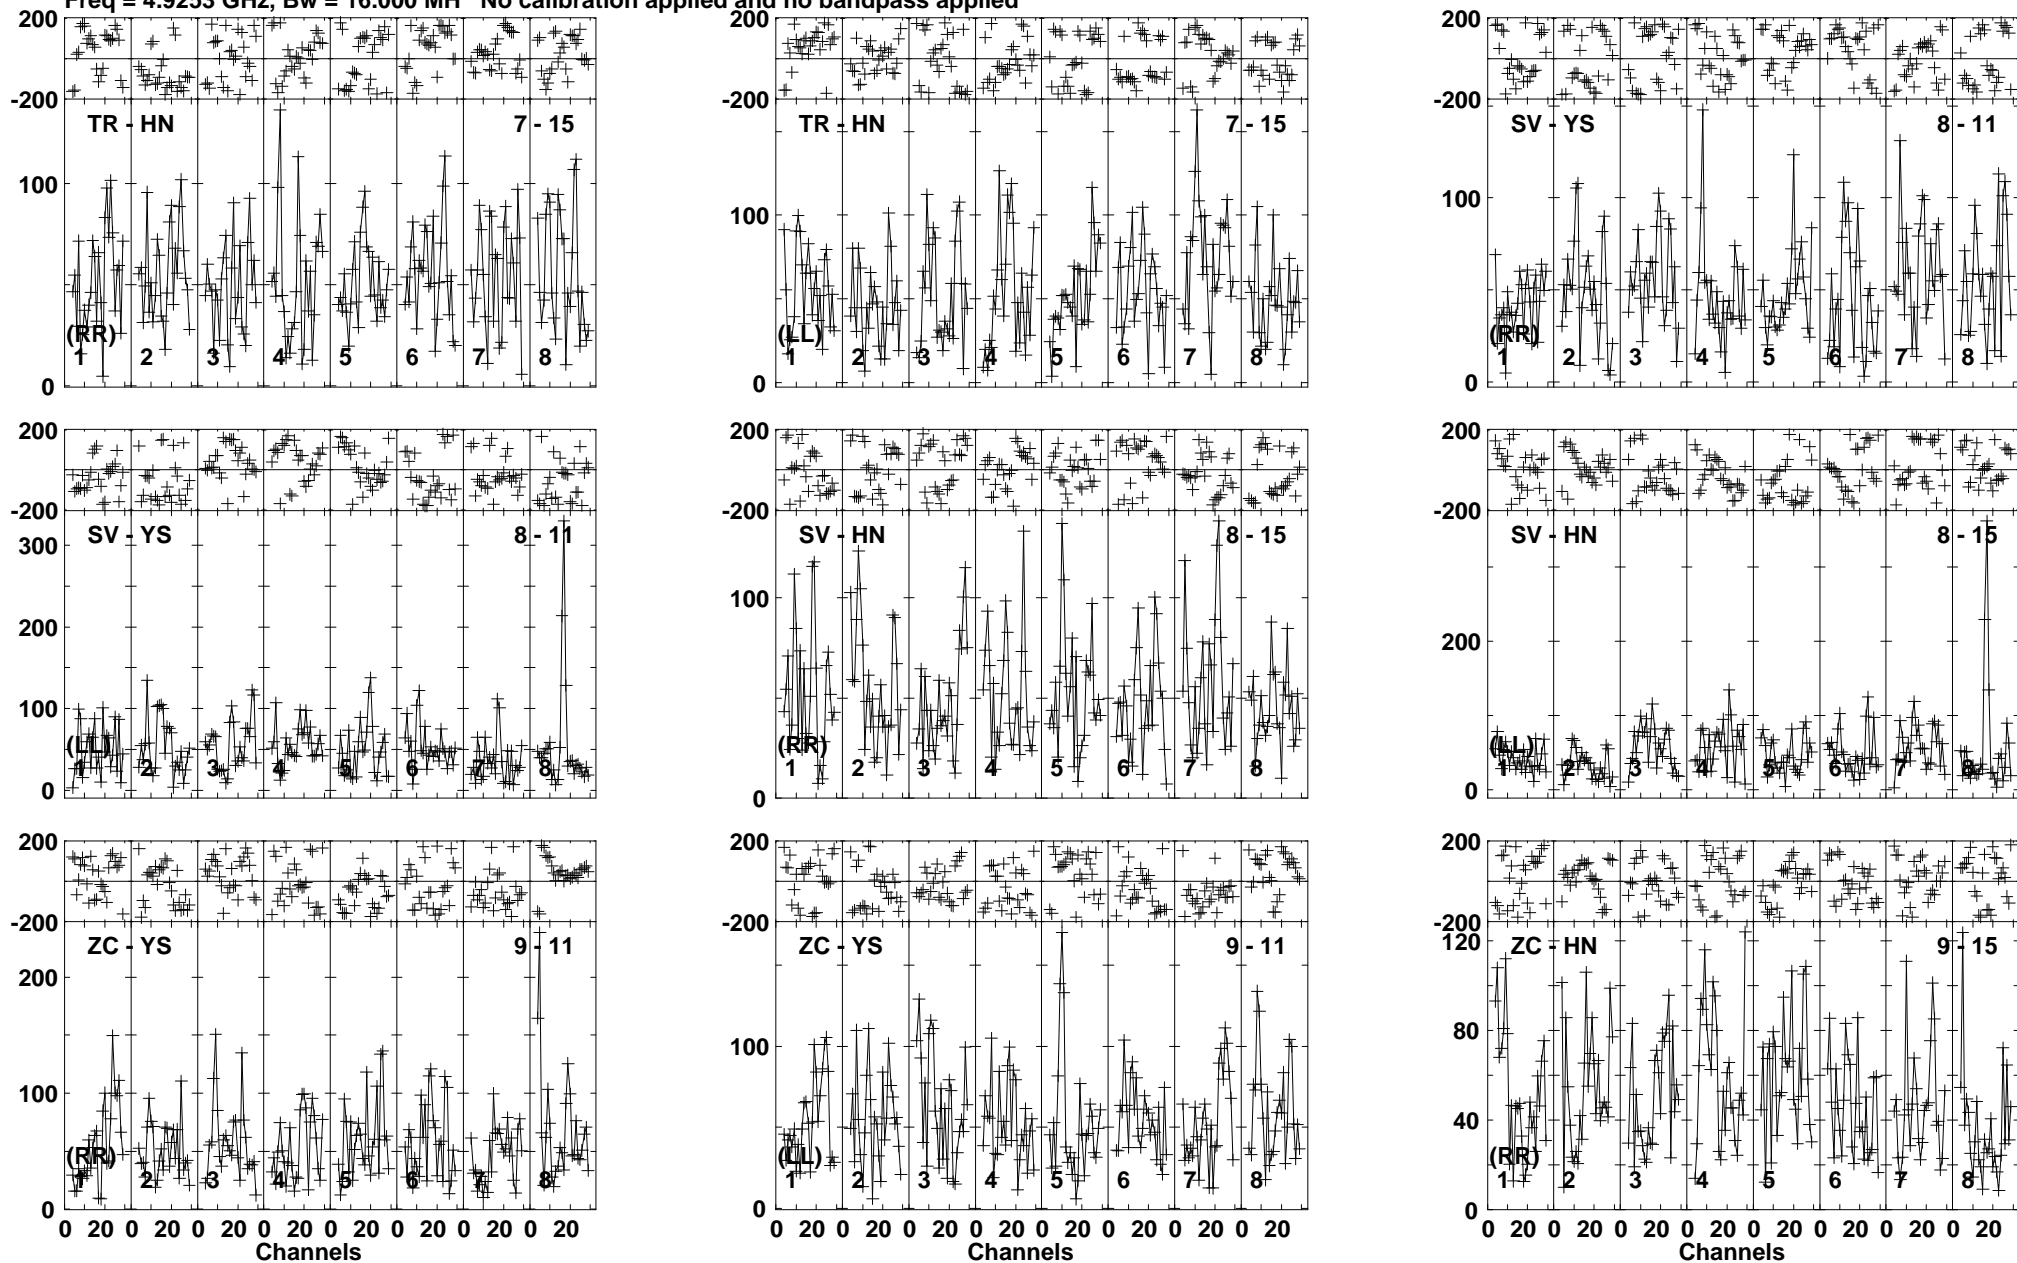 Freq = 4.9253 GHz, Bw = 16.000 MH No calibration applied and no bandpass applied
200 200 200
-200 -200 -200
TR - HN 7 - 15 TR - HN 7 - 15 SV - YS 8 - 11
100 100 100
(RR) (LL) (RR)
1 2 3 4 5 6 7 8 1 2 3 4 5 6 7 8 1 2 3 4 5 6 7 8
0 0 0
200 200 200
-200 -200 -200
SV - YS 8 - 11 SV - HN 8 - 15 SV - HN 8 - 15
300
200 100 200
100
(LL) (RR) (LL)
1 2 3 4 5 6 7 8 1 2 3 4 5 6 7 8 1 2 3 4 5 6 7 8
0 0 0
200 200 200
-200 -200 -200
ZC - YS 9 - 11 ZC - YS 9 - 11 ZC - HN 9 - 15
200 120
100 100 80
40
(RR) (LL) (RR)
1 2 3 4 5 6 7 8 1 2 3 4 5 6 7 8 1 2 3 4 5 6 7 8
0 0 0
0 20 0 20 0 20 0 20 0 20 0 20 0 20 0 20 0 20 0 20 0 20 0 20 0 20 0 20 0 20 0 20 0 20 0 20 0 20 0 20 0 20 0 20 0 20 0 20
Channels Channels